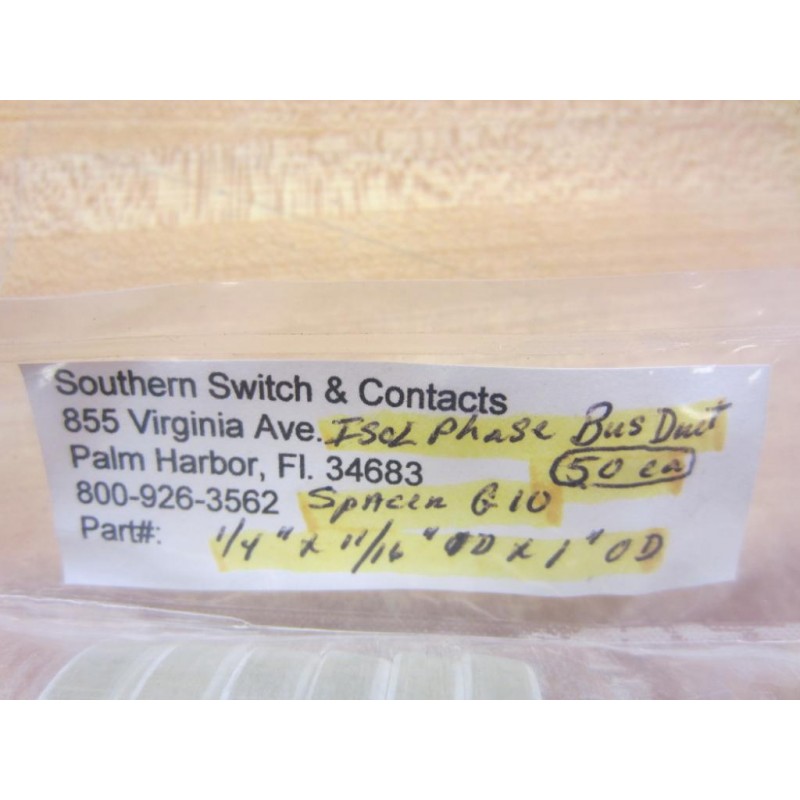 Southern Switch & Contacts
855 Virginia Ave. Isol Phase Bus Duct
Palm Harbor, Fl. 34683 50 ea
800-926-3562 Spacer G10
Part#: 1/4" x 11/16" ID x 1" OD